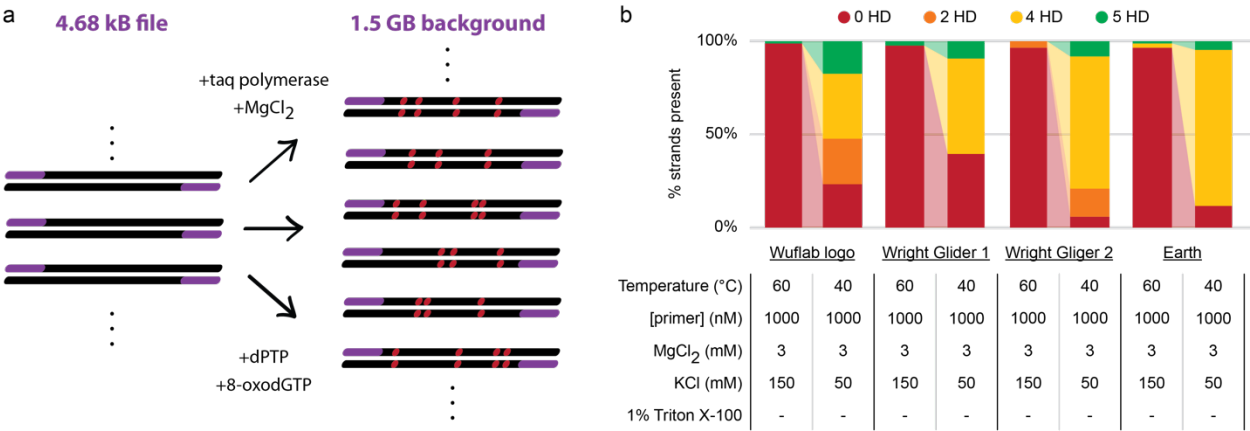 a
4.68 kB file
1.5 GB background
+taq polymerase
+MgCl2
+dPTP
+8-oxodGTP
b
0 HD 2 HD 4 HD 5 HD
100%
50%
0%
% strands present
Wuflab logo Wright Glider 1 Wright Gliger 2 Earth
Temperature (°C) 60 40 60 40 60 40 60 40
[primer] (nM) 1000 1000 1000 1000 1000 1000 1000 1000
MgCl2 (mM) 3 3 3 3 3 3 3 3
KCl (mM) 150 50 150 50 150 50 150 50
1% Triton X-100 - - - - - - - -